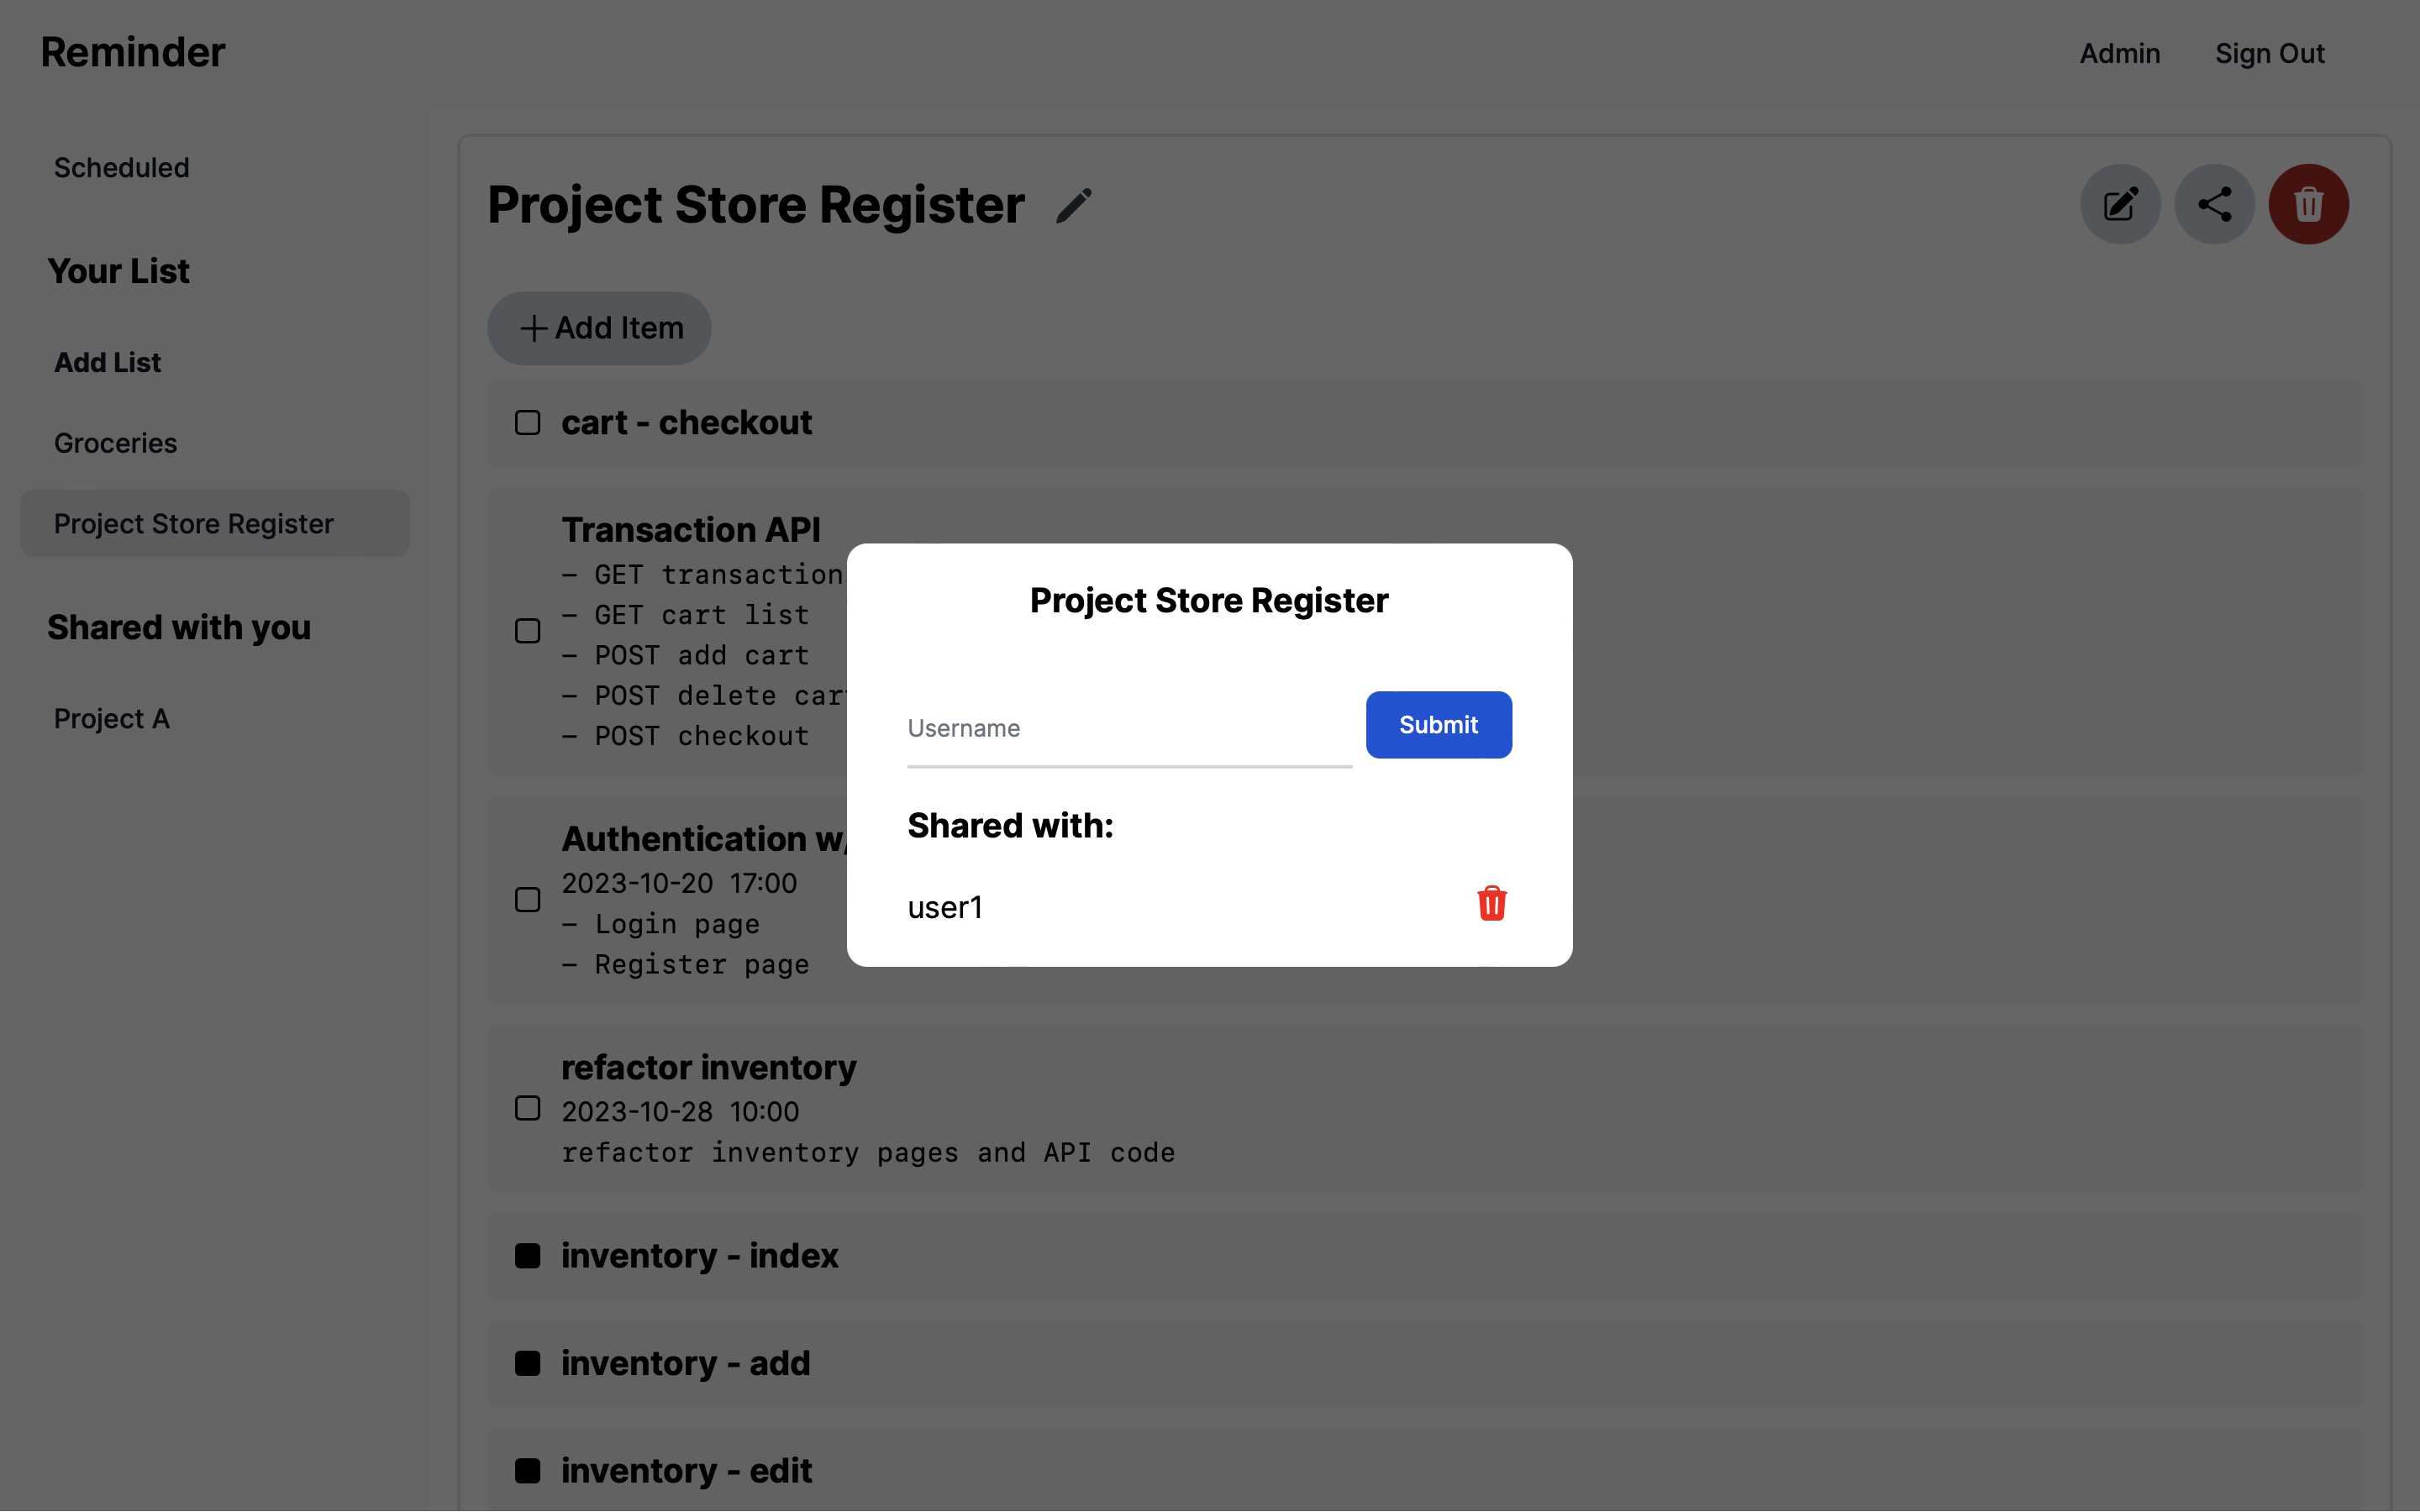 Reminder
Admin
Sign Out
Scheduled
Your List
Add List
Groceries
Project Store Register
Shared with you
Project A
Project Store Register
Add Item
cart - checkout
Transaction API
- GET transaction
- GET cart list
- POST add cart
- POST delete car
- POST checkout
Authentication w/
2023-10-20 17:00
- Login page
- Register page
refactor inventory
2023-10-28 10:00
refactor inventory pages and API code
inventory - index
inventory - add
inventory - edit
Project Store Register
Username
Submit
Shared with:
user1